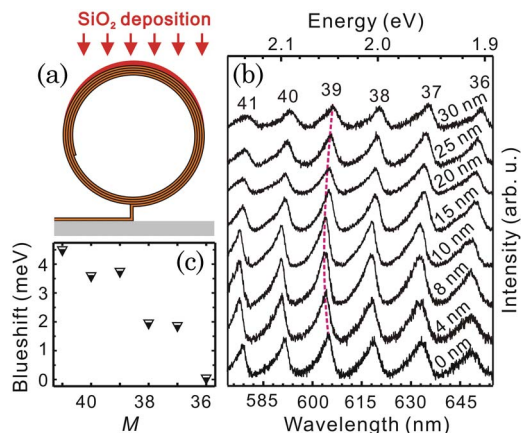 SiO₂ deposition
(a)
Energy (eV)
2.1 2.0 1.9
(b)
41 40 39 38 37 36
30 nm
25 nm
20 nm
15 nm
10 nm
8 nm
4 nm
0 nm
Intensity (arb. u.)
585 600 615 630 645
Wavelength (nm)
(c)
Blueshift (meV)
4
3
2
1
0
40 38 36
M